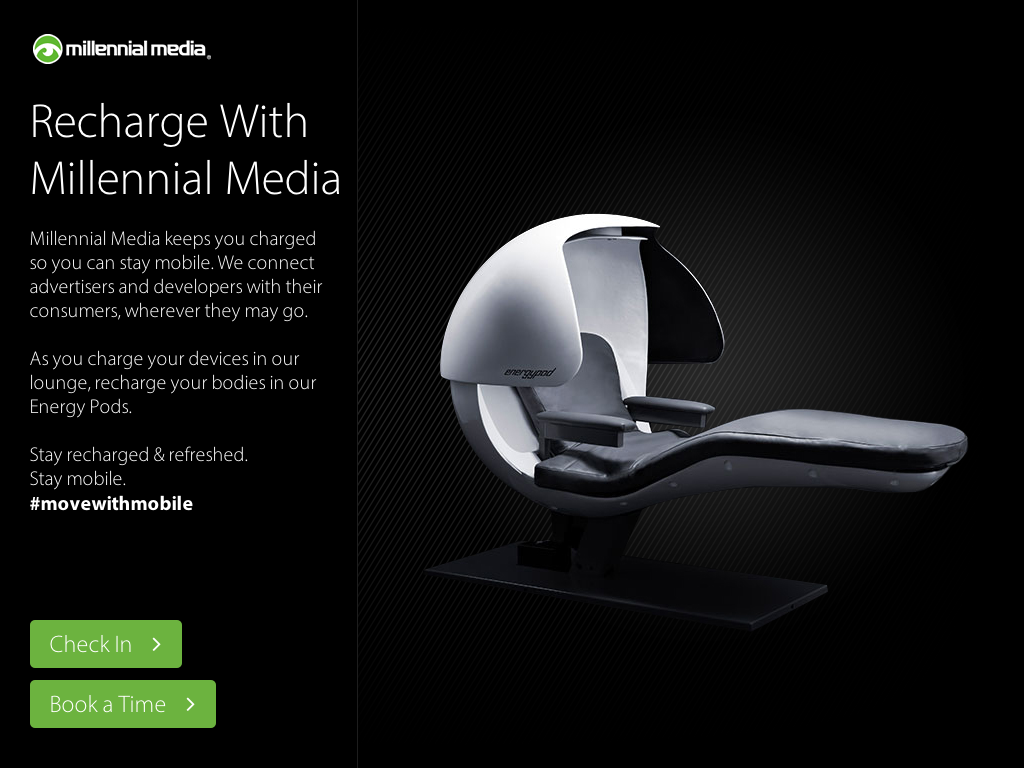 millennial media®
Recharge With
Millennial Media
Millennial Media keeps you charged
so you can stay mobile. We connect
advertisers and developers with their
consumers, wherever they may go.
As you charge your devices in our
lounge, recharge your bodies in our
Energy Pods.
Stay recharged & refreshed.
Stay mobile.
#movewithmobile
energypod
Check In
Book a Time